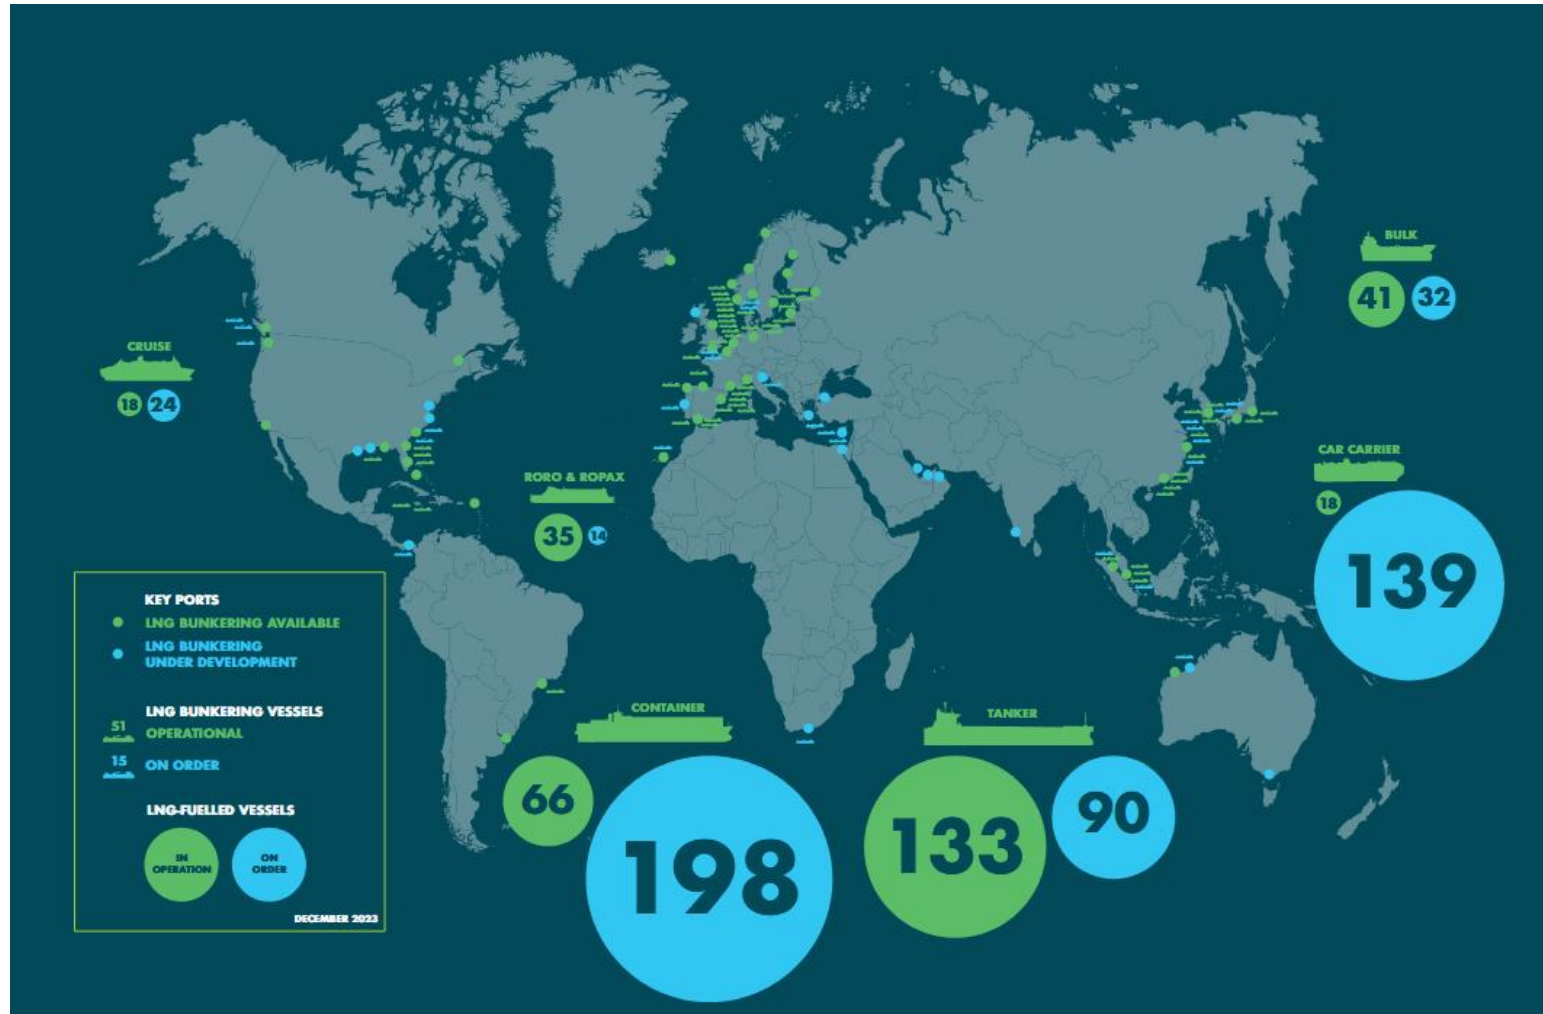 BULK
41
32
CRUISE
18
24
CAR CARRIER
18
139
RORO & ROPAX
35
14
KEY PORTS
LNG BUNKERING AVAILABLE
LNG BUNKERING
UNDER DEVELOPMENT
LNG BUNKERING VESSELS
51
OPERATIONAL
15
ON ORDER
LNG-FUELLED VESSELS
IN
OPERATION
ON
ORDER
DECEMBER 2023
CONTAINER
66
198
TANKER
133
90